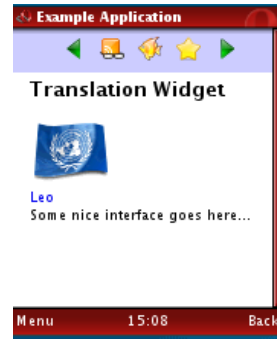 Example Application
Translation Widget
Leo
Some nice interface goes here...
Menu 15:08 Back